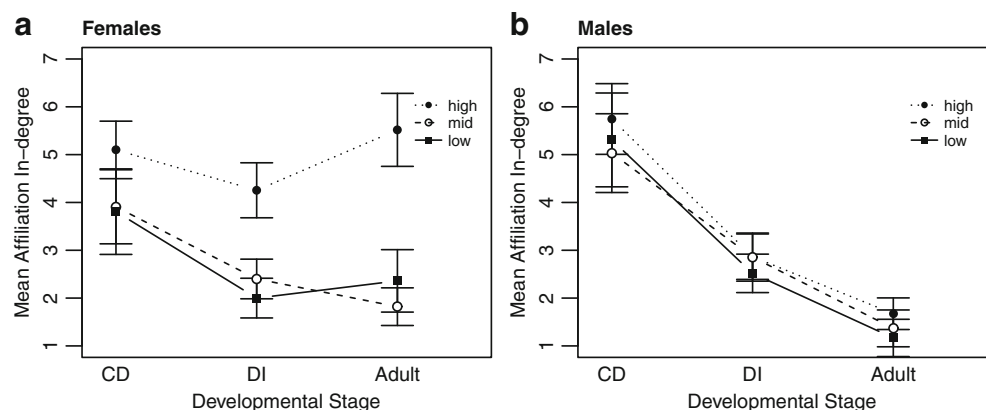 a Females
Mean Affiliation In-degree
7
6
5
4
3
2
1
high
mid
low
CD DI Adult
Developmental Stage
b Males
Mean Affiliation In-degree
7
6
5
4
3
2
1
high
mid
low
CD DI Adult
Developmental Stage